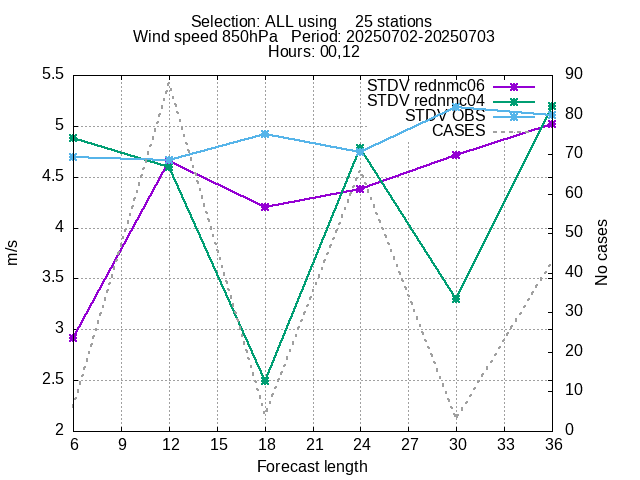 Selection: ALL using    25 stations
Wind speed 850hPa   Period: 20250702-20250703
Hours: 00,12
STDV rednmc06
STDV rednmc04
STDV OBS
CASES
5.5
5
4.5
4
3.5
3
2.5
2
m/s
90
80
70
60
50
40
30
20
10
0
No cases
6 9 12 15 18 21 24 27 30 33 36
Forecast length